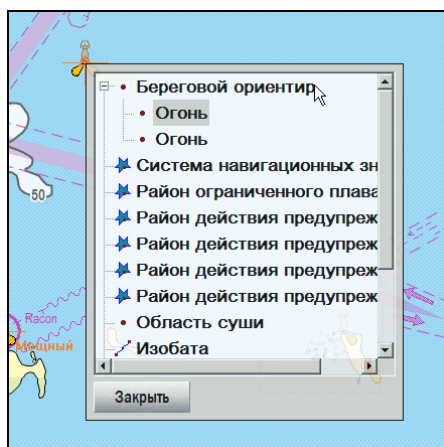 Береговой ориентир
Огонь
Огонь
Система навигационных зн
Район ограниченного плава
Район действия предупреж
Район действия предупреж
Район действия предупреж
Район действия предупреж
Область суши
Изобата
Закрыть
50
Racon
Мощный